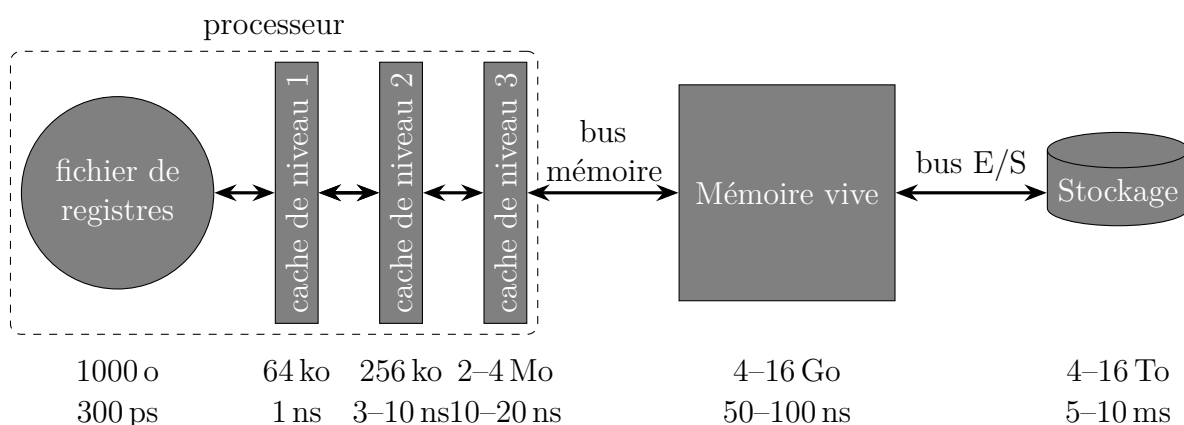 processeur
fichier de
registres
cache de niveau 1
cache de niveau 2
cache de niveau 3
bus
mémoire
Mémoire vive
bus E/S
Stockage
1000 o
64 ko
256 ko
2–4 Mo
4–16 Go
4–16 To
300 ps
1 ns
3–10 ns
10–20 ns
50–100 ns
5–10 ms